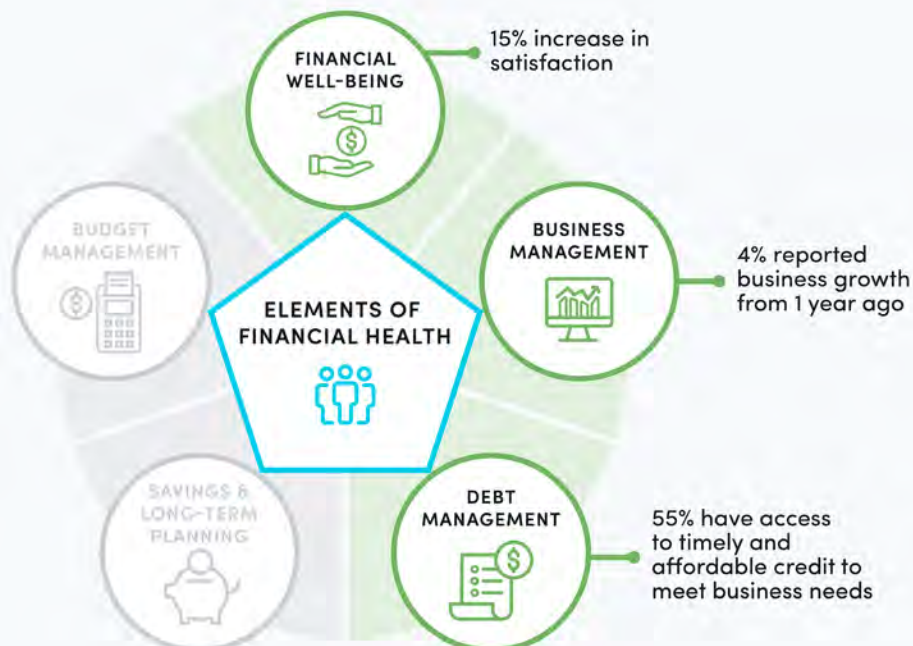 FINANCIAL
WELL-BEING
15% increase in
satisfaction
BUDGET
MANAGEMENT
BUSINESS
MANAGEMENT
4% reported
business growth
from 1 year ago
ELEMENTS OF
FINANCIAL HEALTH
SAVINGS &
LONG-TERM
PLANNING
DEBT
MANAGEMENT
55% have access
to timely and
affordable credit to
meet business needs